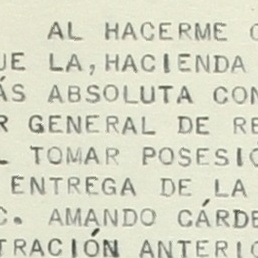 AL HACERME
UE LA, HACIENDA
ÁS ABSOLUTA CON
R GENERAL DE RE
L TOMAR POSESIÓ
ENTREGA DE LA
C. AMANDO CÁRDE
TRACIÓN ANTERIO